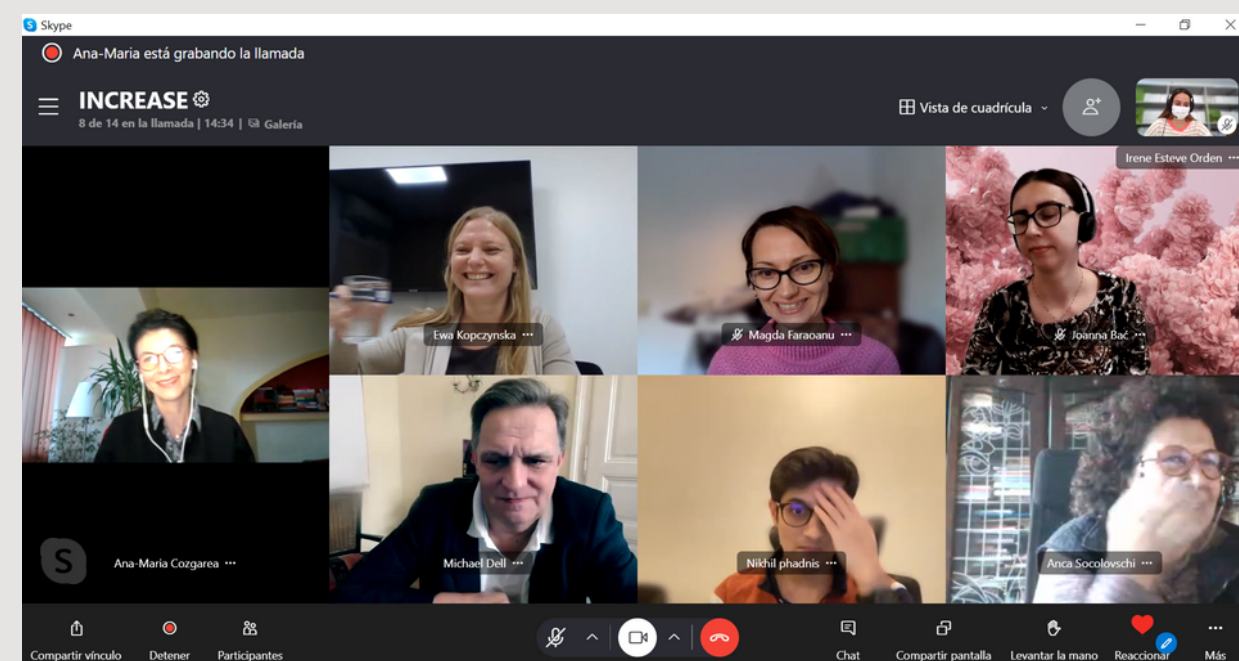 Skype
Ana-Maria está grabando la llamada
INCREASE
8 de 14 en la llamada | 14:34 | Galería
Vista de cuadrícula
Irene Esteve Orden
Ewa Kopczynska
Magda Faraoanu
Joanna Bać
S
Ana-Maria Cozgarea
Michael Dell
Nikhil phadnis
Anca Socolovschi
Compartir vínculo
Detener
Participantes
Chat
Compartir pantalla
Levantar la mano
Reaccionar
Más